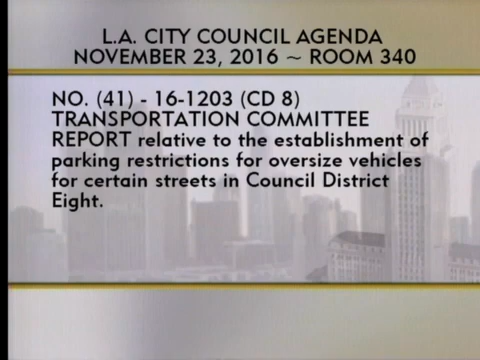 L.A. CITY COUNCIL AGENDA
NOVEMBER 23, 2016 ~ ROOM 340
NO. (41) - 16-1203 (CD 8)
TRANSPORTATION COMMITTEE
REPORT relative to the establishment of
parking restrictions for oversize vehicles
for certain streets in Council District
Eight.